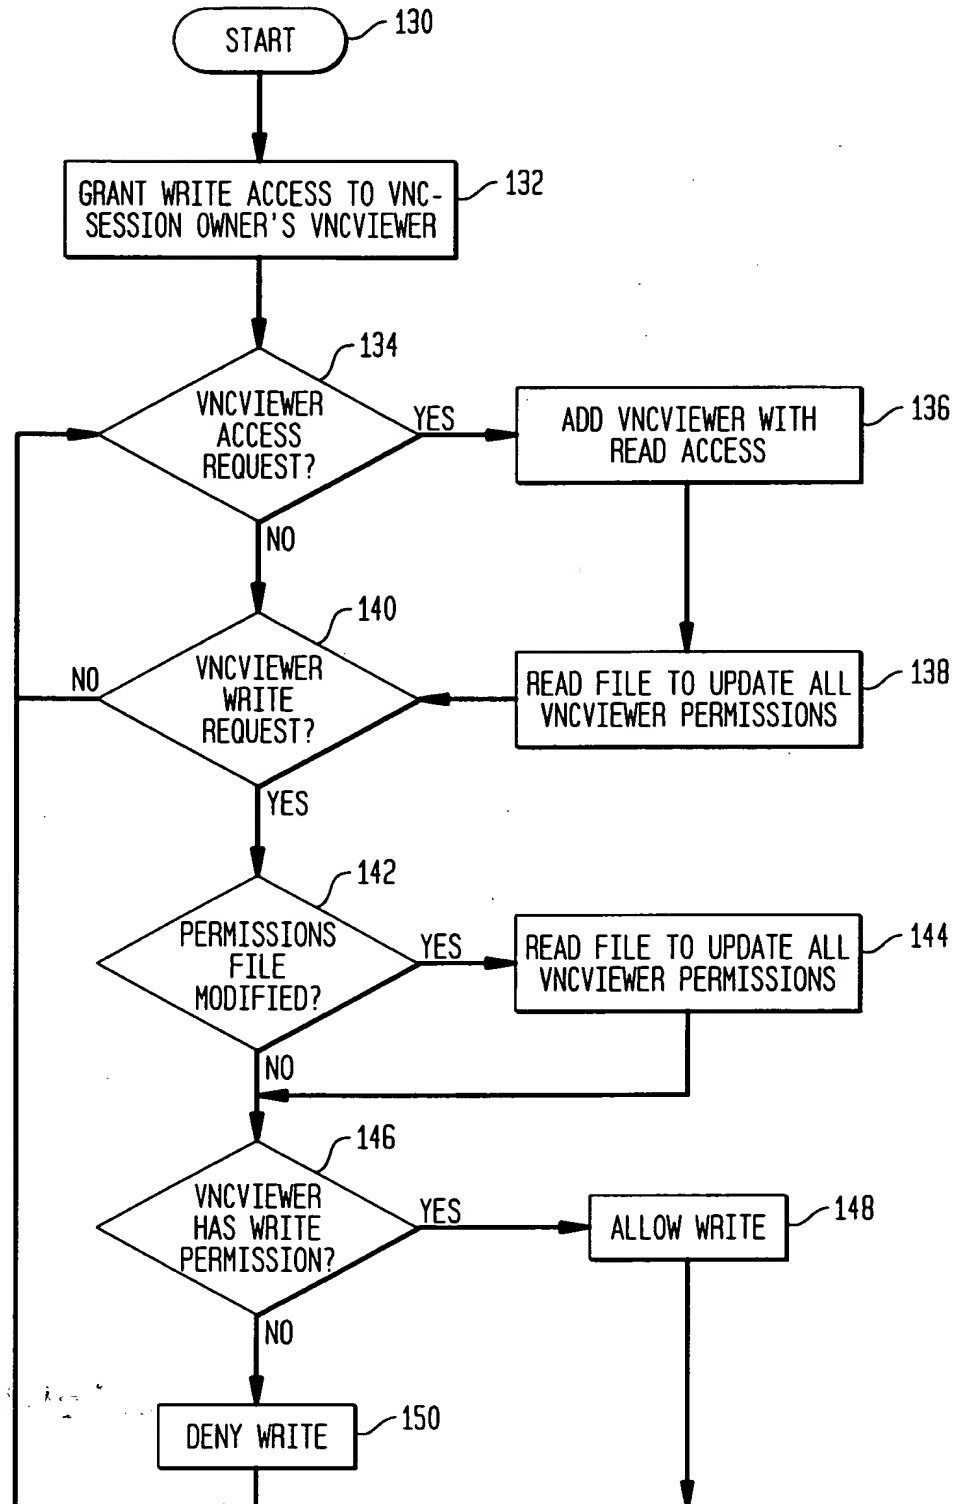 START
130
GRANT WRITE ACCESS TO VNC-
SESSION OWNER'S VNCVIEWER
132
134
VNCVIEWER
ACCESS
REQUEST?
YES
ADD VNCVIEWER WITH
READ ACCESS
136
NO
140
VNCVIEWER
WRITE
REQUEST?
NO
READ FILE TO UPDATE ALL
VNCVIEWER PERMISSIONS
138
YES
142
PERMISSIONS
FILE
MODIFIED?
YES
READ FILE TO UPDATE ALL
VNCVIEWER PERMISSIONS
144
NO
146
VNCVIEWER
HAS WRITE
PERMISSION?
YES
ALLOW WRITE
148
NO
DENY WRITE
150